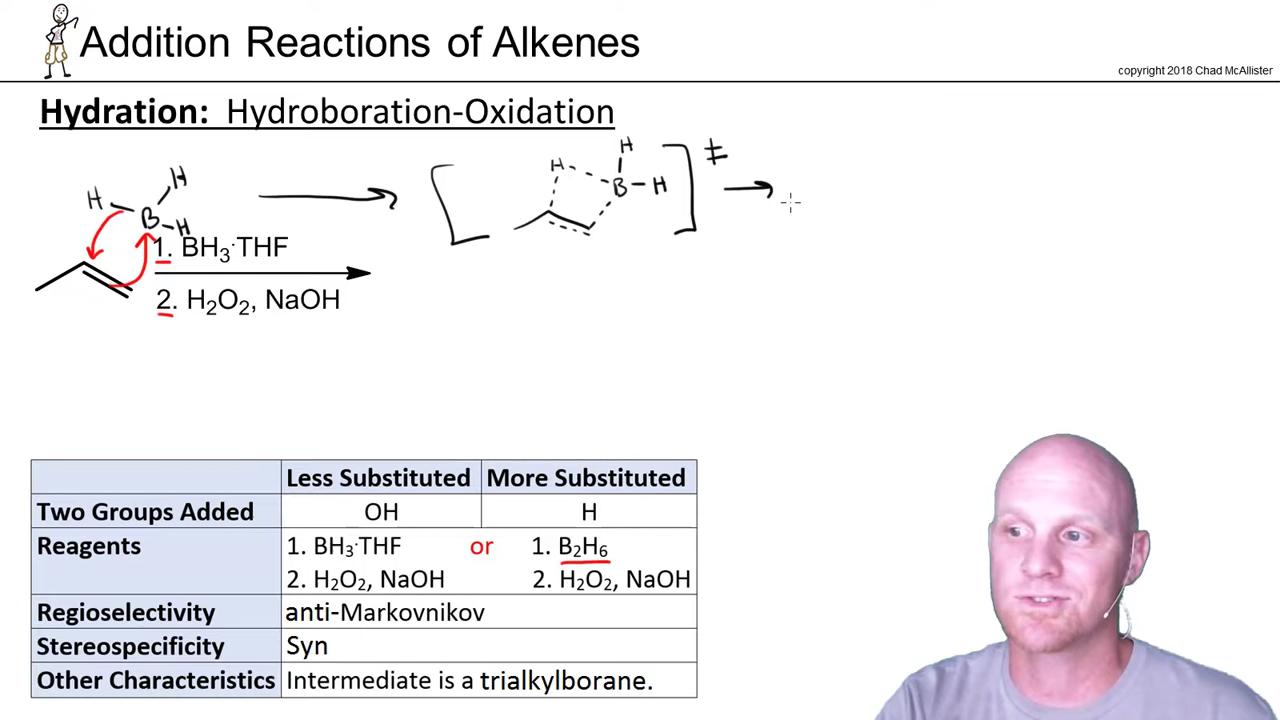 Addition Reactions of Alkenes
copyright 2018 Chad McAllister
Hydration: Hydroboration-Oxidation
H H B H
H H B H ‡
1. BH₃·THF
2. H₂O₂, NaOH
Less Substituted More Substituted
Two Groups Added OH H
Reagents 1. BH₃·THF or 1. B₂H₆
2. H₂O₂, NaOH 2. H₂O₂, NaOH
Regioselectivity anti-Markovnikov
Stereospecificity Syn
Other Characteristics Intermediate is a trialkylborane.